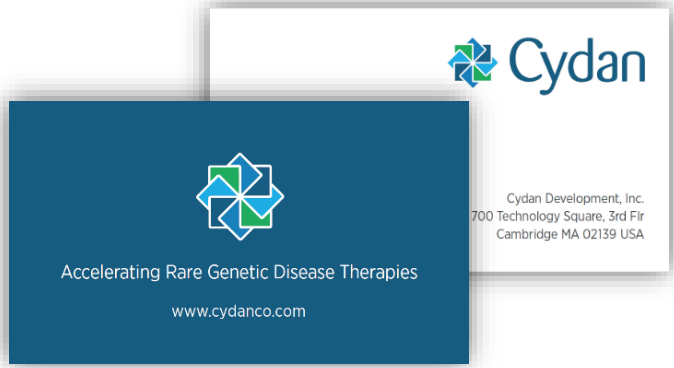 Cydan
Cydan Development, Inc.
700 Technology Square, 3rd Flr
Cambridge MA 02139 USA
Accelerating Rare Genetic Disease Therapies
www.cydanco.com